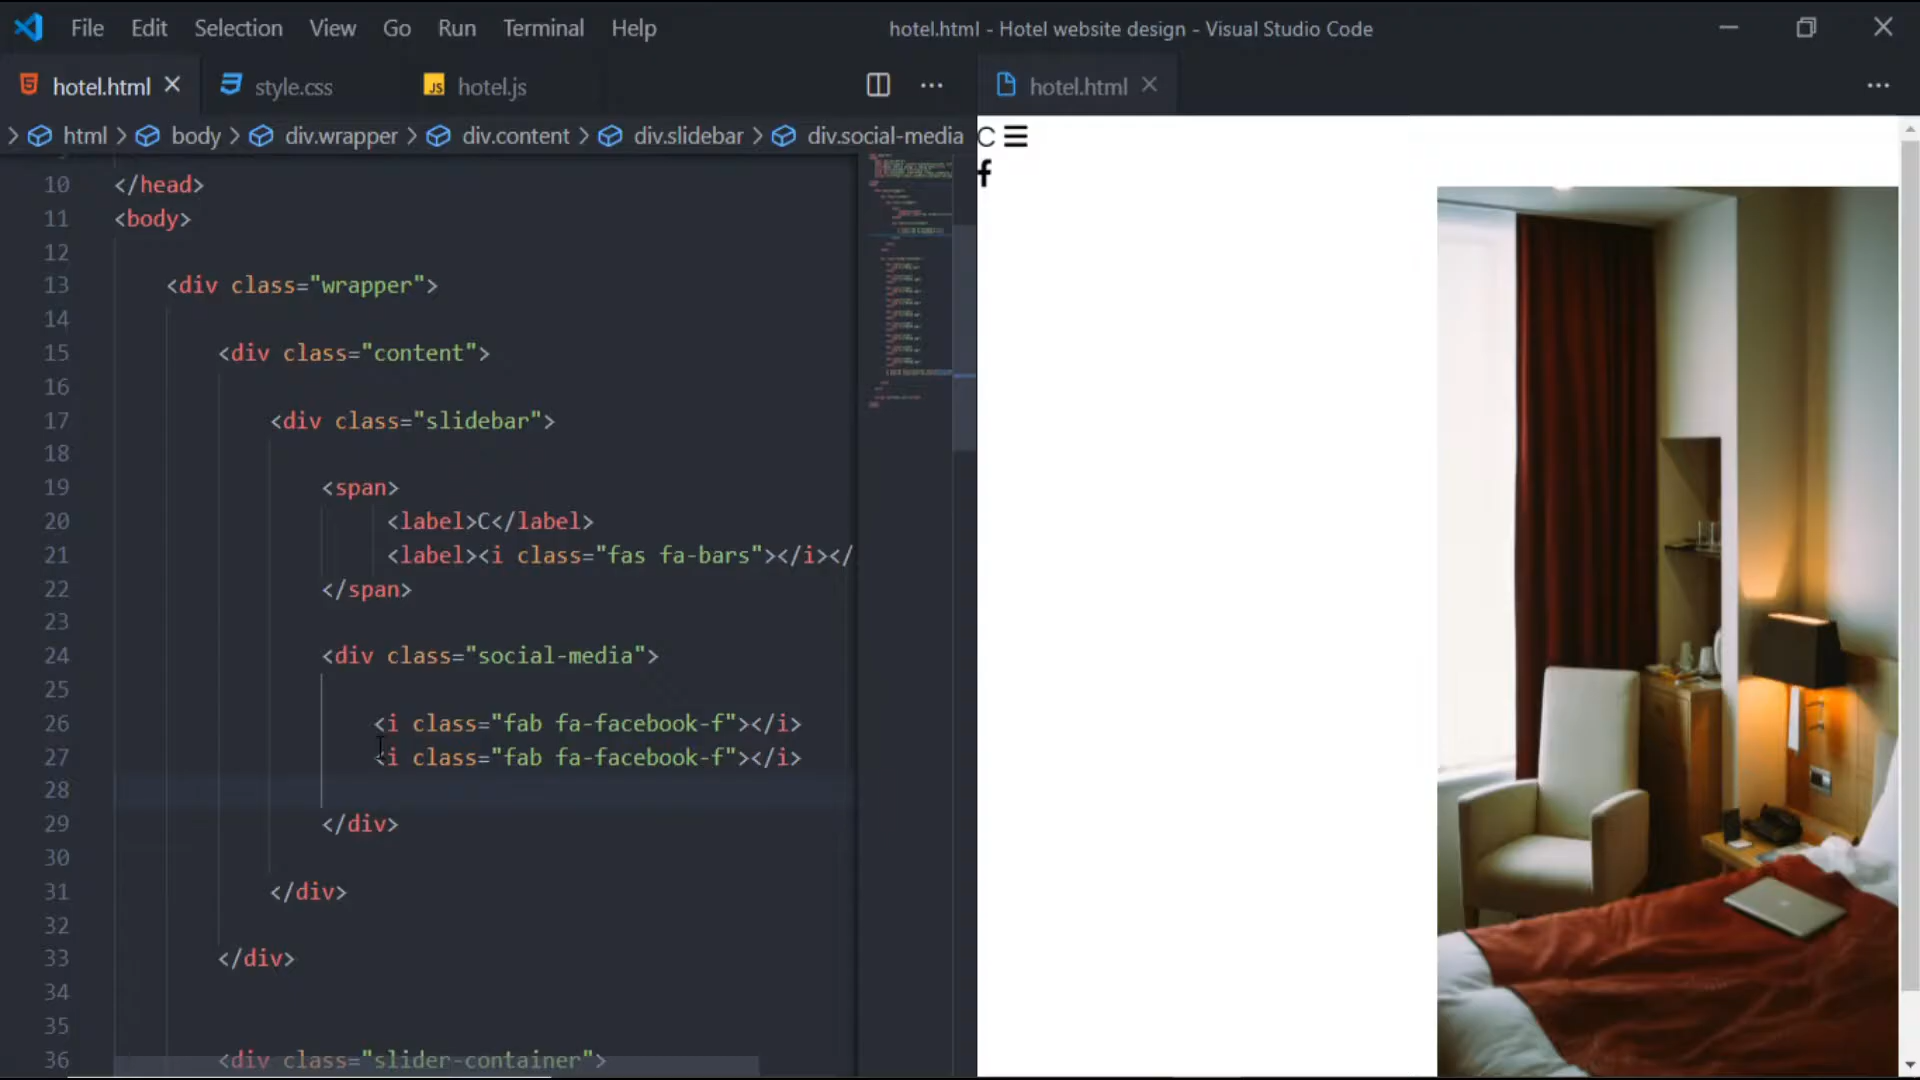 File Edit Selection View Go Run Terminal Help hotel.html - Hotel website design - Visual Studio Code
hotel.html style.css JS hotel.js hotel.html
html > body > div.wrapper > div.content > div.slidebar > div.social-media
10 </head>
11 <body>
12
13 <div class="wrapper">
14
15 <div class="content">
16
17 <div class="slidebar">
18
19 <span>
20 <label>C</label>
21 <label><i class="fas fa-bars"></i></
22 </span>
23
24 <div class="social-media">
25
26 <i class="fab fa-facebook-f"></i>
27 <i class="fab fa-facebook-f"></i>
28
29 </div>
30
31 </div>
32
33 </div>
34
35
36 <div class="slider-container">
C
f